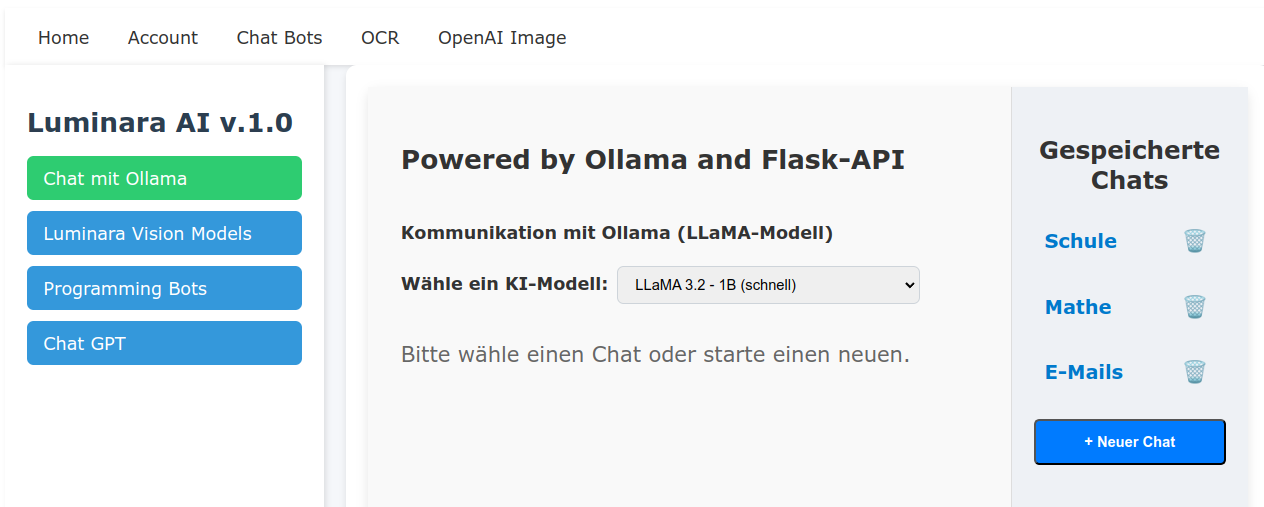 Home Account Chat Bots OCR OpenAI Image
Luminara AI v.1.0
Chat mit Ollama
Luminara Vision Models
Programming Bots
Chat GPT
Powered by Ollama and Flask-API
Kommunikation mit Ollama (LLaMA-Modell)
Wähle ein KI-Modell: LLaMA 3.2 - 1B (schnell)
Bitte wähle einen Chat oder starte einen neuen.
Gespeicherte
Chats
Schule
Mathe
E-Mails
+ Neuer Chat